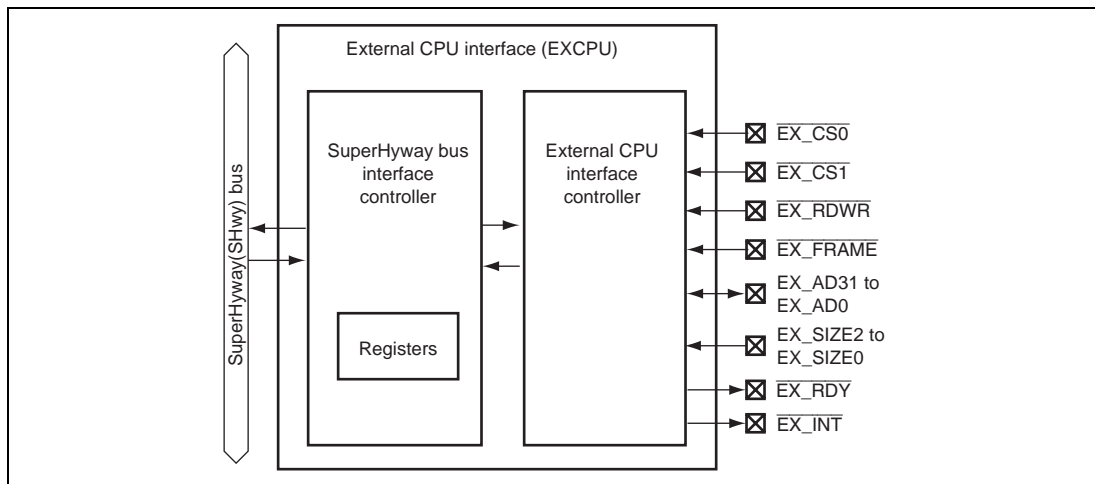 External CPU interface (EXCPU)
SuperHyway(SHwy) bus
SuperHyway bus
interface
controller
Registers
External CPU
interface
controller
EX_CS0
EX_CS1
EX_RDWR
EX_FRAME
EX_AD31 to
EX_AD0
EX_SIZE2 to
EX_SIZE0
EX_RDY
EX_INT